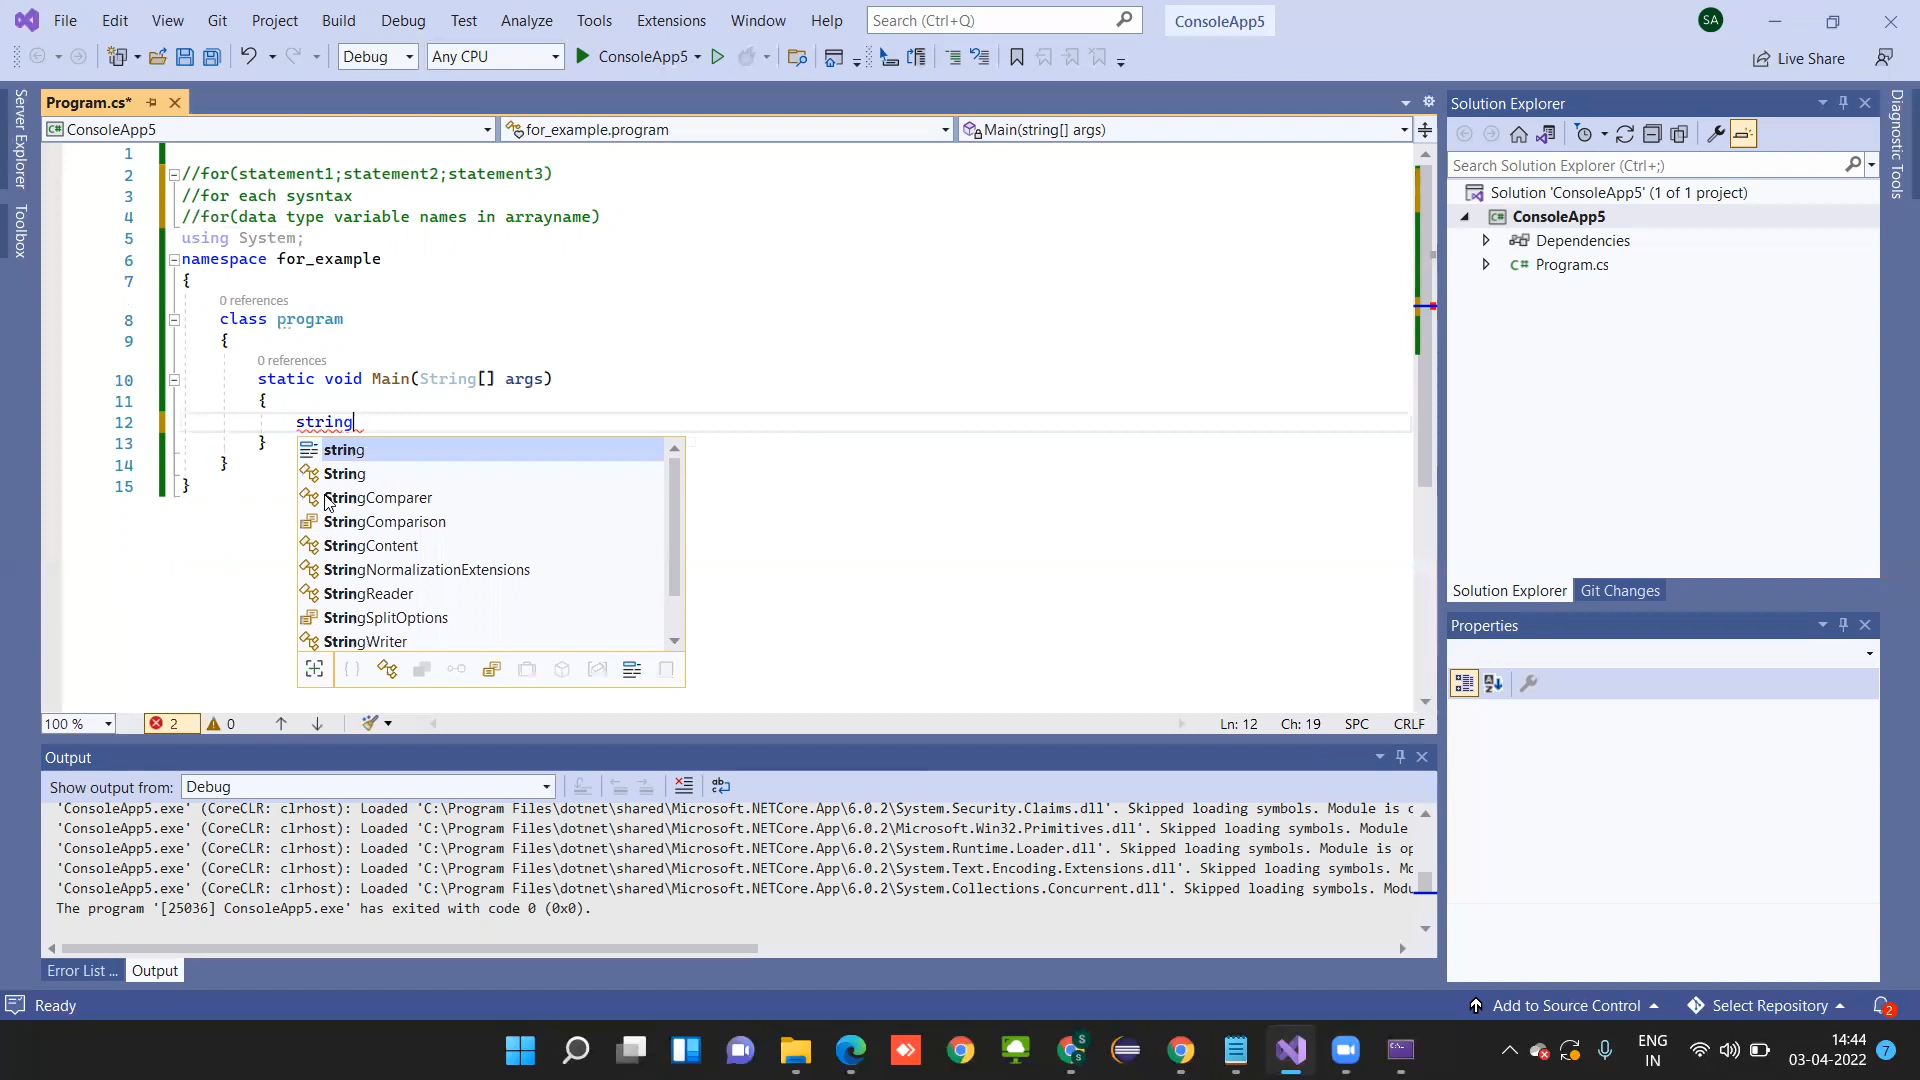 File Edit View Git Project Build Debug Test Analyze Tools Extensions Window Help Search (Ctrl+Q) ConsoleApp5 SA
Debug Any CPU ConsoleApp5 Live Share
Server Explorer
Toolbox
Program.cs*
ConsoleApp5 for_example.program Main(string[] args)
1
2 //for(statement1;statement2;statement3)
3 //for each sysntax
4 //for(data type variable names in arrayname)
5 using System;
6 namespace for_example
7 {
0 references
8 class program
9 {
0 references
10 static void Main(String[] args)
11 {
12 string
13 }
14 }
15 }
string
String
StringComparer
StringComparison
StringContent
StringNormalizationExtensions
StringReader
StringSplitOptions
StringWriter
100 % 2 0 Ln: 12 Ch: 19 SPC CRLF
Output
Show output from: Debug
'ConsoleApp5.exe' (CoreCLR: clrhost): Loaded 'C:\Program Files\dotnet\shared\Microsoft.NETCore.App\6.0.2\System.Security.Claims.dll'. Skipped loading symbols. Module is c
'ConsoleApp5.exe' (CoreCLR: clrhost): Loaded 'C:\Program Files\dotnet\shared\Microsoft.NETCore.App\6.0.2\Microsoft.Win32.Primitives.dll'. Skipped loading symbols. Module
'ConsoleApp5.exe' (CoreCLR: clrhost): Loaded 'C:\Program Files\dotnet\shared\Microsoft.NETCore.App\6.0.2\System.Runtime.Loader.dll'. Skipped loading symbols. Module is op
'ConsoleApp5.exe' (CoreCLR: clrhost): Loaded 'C:\Program Files\dotnet\shared\Microsoft.NETCore.App\6.0.2\System.Text.Encoding.Extensions.dll'. Skipped loading symbols.
'ConsoleApp5.exe' (CoreCLR: clrhost): Loaded 'C:\Program Files\dotnet\shared\Microsoft.NETCore.App\6.0.2\System.Collections.Concurrent.dll'. Skipped loading symbols.
The program '[25036] ConsoleApp5.exe' has exited with code 0 (0x0).
Error List ... Output
Solution Explorer
Search Solution Explorer (Ctrl+;)
Solution 'ConsoleApp5' (1 of 1 project)
ConsoleApp5
Dependencies
C# Program.cs
Solution Explorer Git Changes
Properties
Diagnostic Tools
Ready Add to Source Control Select Repository 2
ENG
IN
14:44
03-04-2022
7